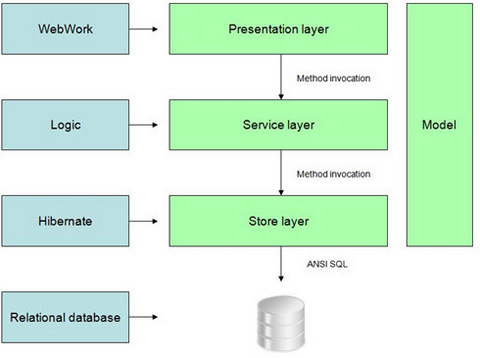 WebWork
Presentation layer
Method invocation
Logic
Service layer
Model
Method invocation
Hibernate
Store layer
ANSI SQL
Relational database